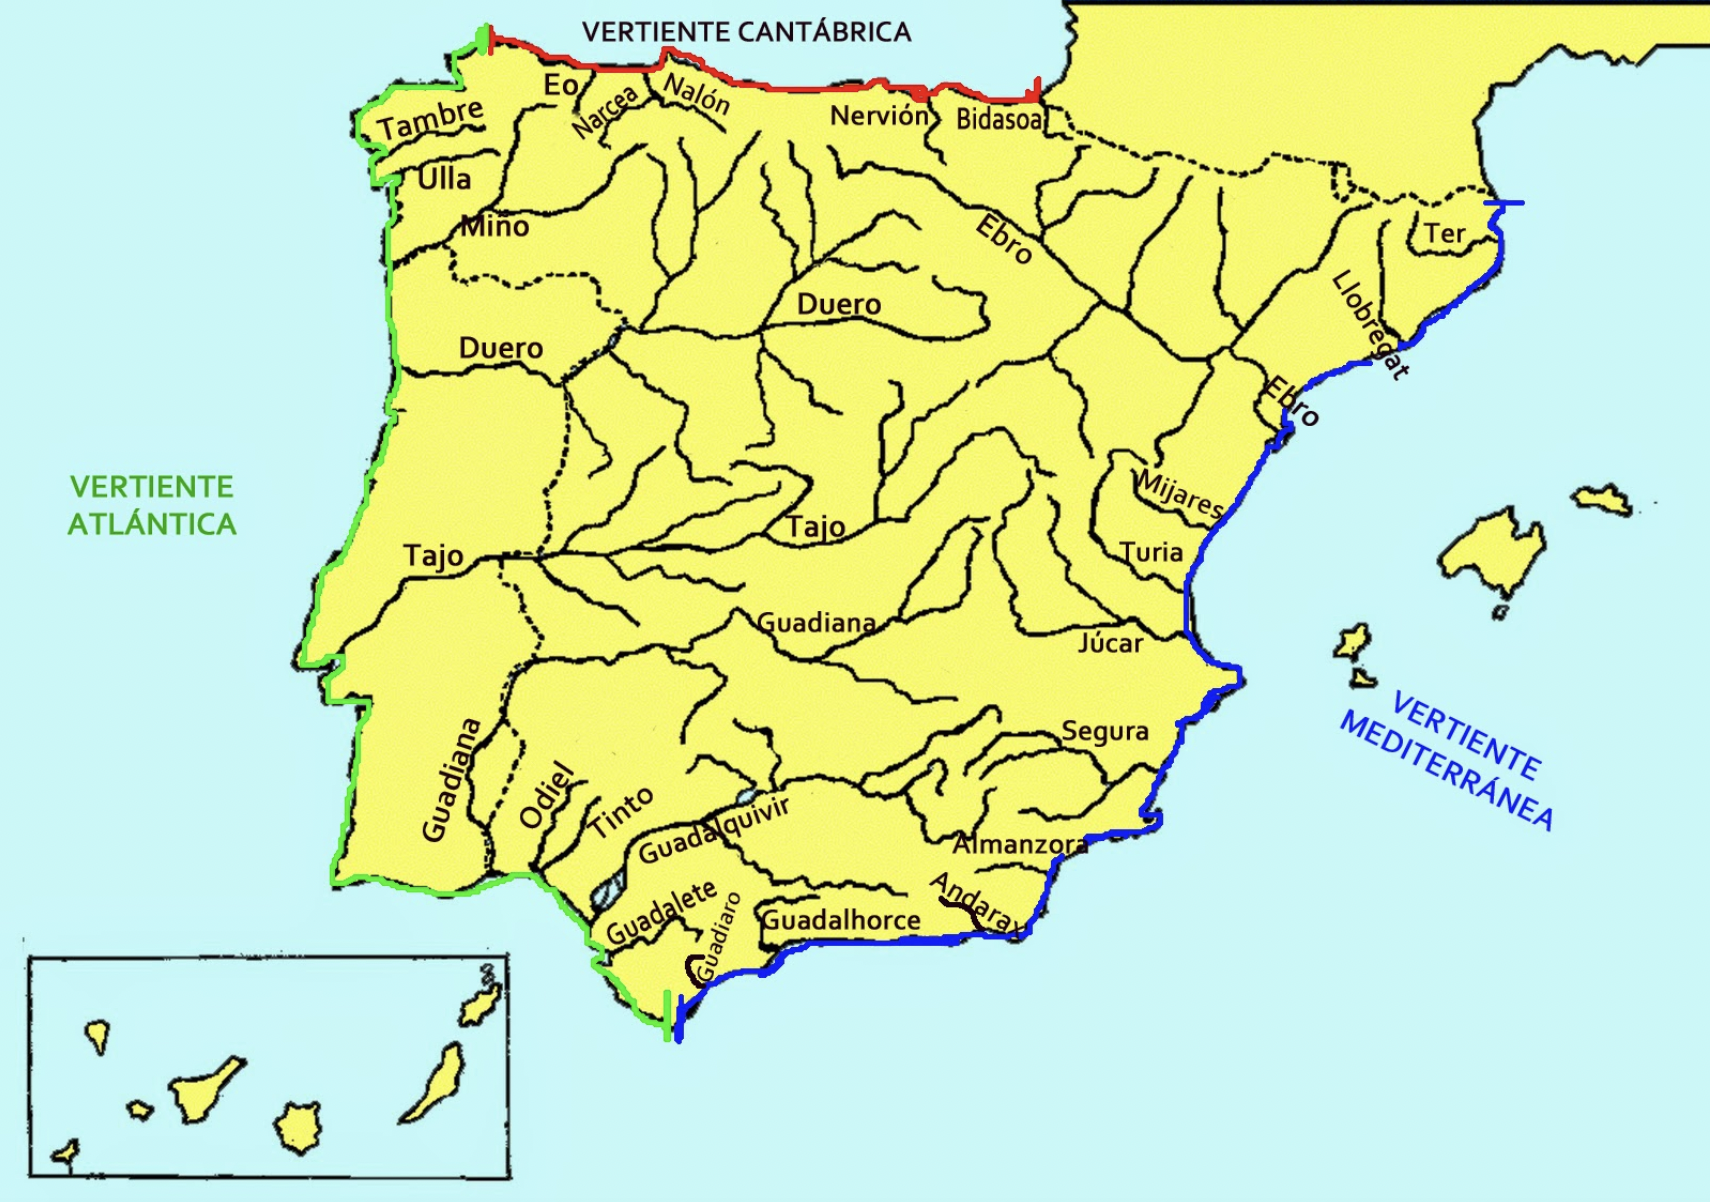 VERTIENTE CANTÁBRICA
Eo
Narcea
Nalón
Nervión
Bidasoa
Tambre
Ulla
Mino
Ebro
Ter
Llobregat
Duero
Duero
Ebro
VERTIENTE
ATLÁNTICA
Mijares
Tajo
Tajo
Turia
Guadiana
Júcar
VERTIENTE
MEDITERRÁNEA
Segura
Guadiana
Odiel
Tinto
Guadalquivir
Almanzora
Guadalete
Guadiaro
Guadalhorce
Andarax